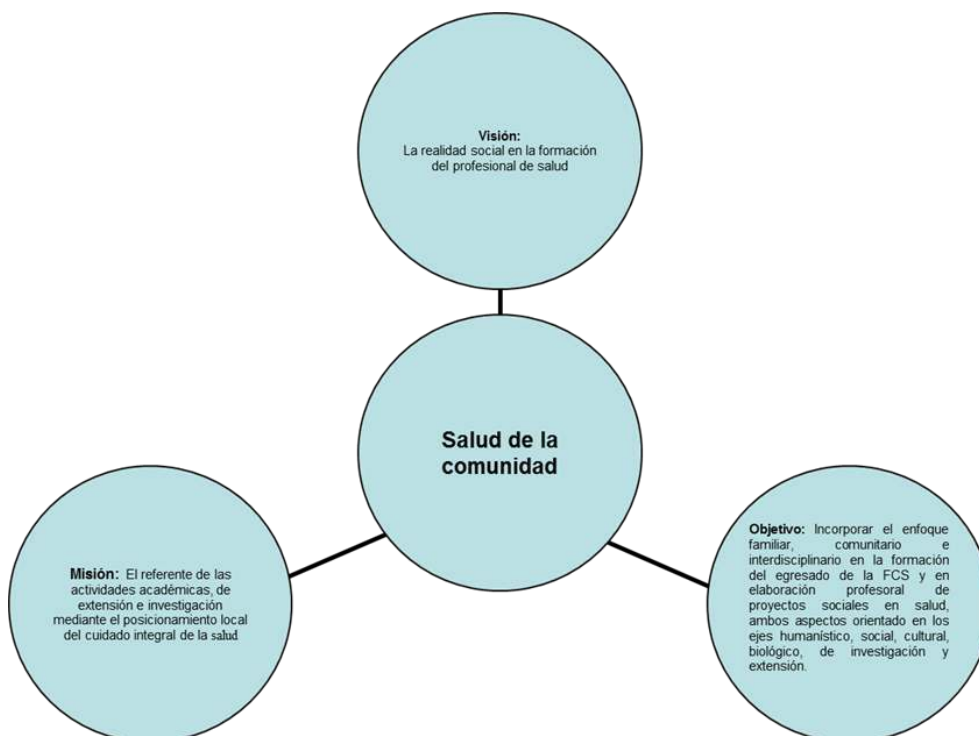 Visión:
La realidad social en la formación
del profesional de salud
Salud de la
comunidad
Misión: El referente de las
actividades académicas, de
extensión e investigación
mediante el posicionamiento local
del cuidado integral de la salud
Objetivo: Incorporar el enfoque
familiar, comunitario e
interdisciplinario en la formación
del egresado de la FCS y en
elaboración profesoral de
proyectos sociales en salud,
ambos aspectos orientado en los
ejes humanístico, social, cultural,
biológico, de investigación y
extensión.